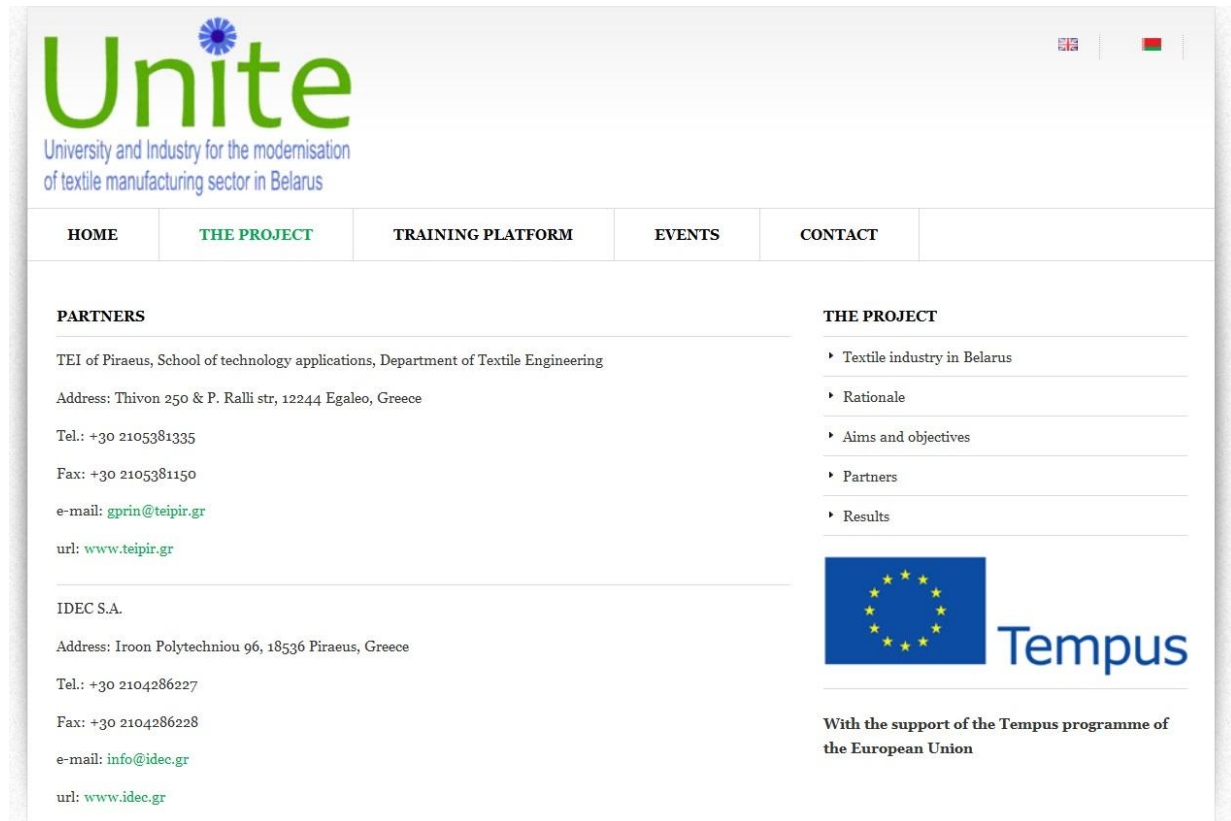 Unite
University and Industry for the modernisation
of textile manufacturing sector in Belarus
HOME
THE PROJECT
TRAINING PLATFORM
EVENTS
CONTACT
PARTNERS
TEI of Piraeus, School of technology applications, Department of Textile Engineering
Address: Thivon 250 & P. Ralli str, 12244 Egaleo, Greece
Tel.: +30 2105381335
Fax: +30 2105381150
e-mail: gprin@teipir.gr
url: www.teipir.gr
IDEC S.A.
Address: Iroon Polytechniou 96, 18536 Piraeus, Greece
Tel.: +30 2104286227
Fax: +30 2104286228
e-mail: info@idec.gr
url: www.idec.gr
THE PROJECT
Textile industry in Belarus
Rationale
Aims and objectives
Partners
Results
Tempus
With the support of the Tempus programme of
the European Union